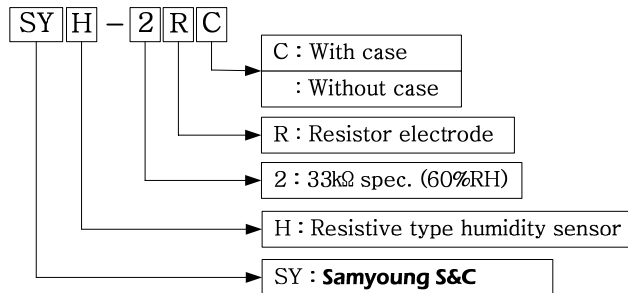 SY H - 2 R C
C : With case
: Without case
R : Resistor electrode
2 : 33kΩ spec. (60%RH)
H : Resistive type humidity sensor
SY : Samyoung S&C